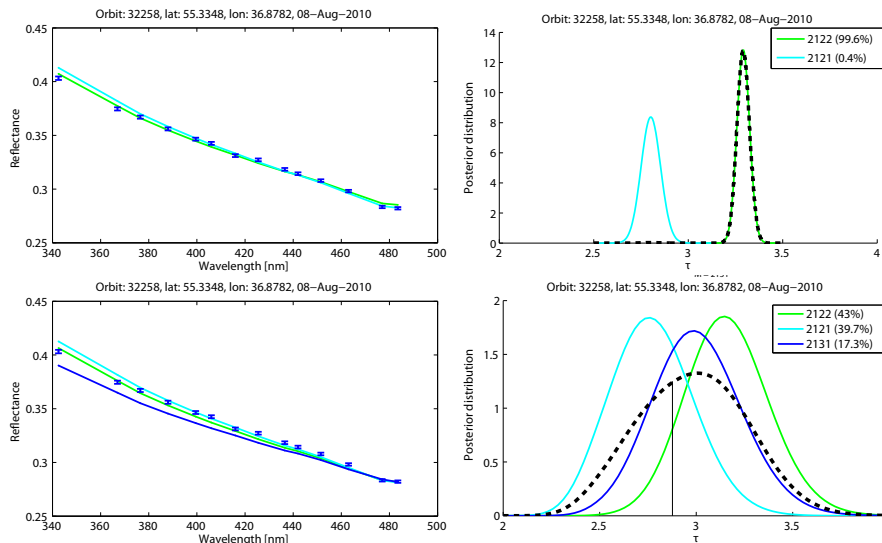 Orbit: 32258, lat: 55.3348, lon: 36.8782, 08−Aug−2010
0.45
0.4
0.35
0.3
0.25
Reflectance
340 360 380 400 420 440 460 480 500
Wavelength [nm]
Orbit: 32258, lat: 55.3348, lon: 36.8782, 08−Aug−2010
2122 (99.6%)
2121 (0.4%)
14
12
10
8
6
4
2
0
Posterior distribution
2 2.5 3 3.5 4
τ
Orbit: 32258, lat: 55.3348, lon: 36.8782, 08−Aug−2010
0.45
0.4
0.35
0.3
0.25
Reflectance
340 360 380 400 420 440 460 480 500
Wavelength [nm]
Orbit: 32258, lat: 55.3348, lon: 36.8782, 08−Aug−2010
2122 (43%)
2121 (39.7%)
2131 (17.3%)
2
1.5
1
0.5
0
Posterior distribution
2 2.5 3 3.5
τ